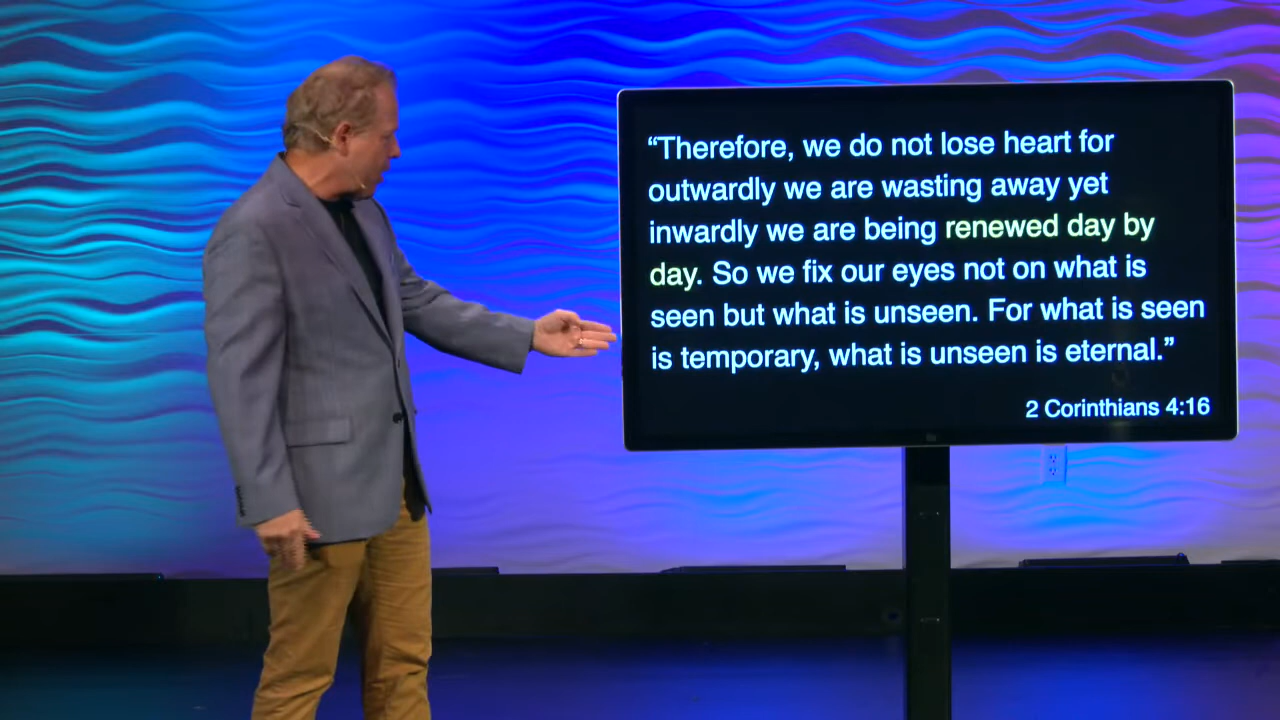 “Therefore, we do not lose heart for
outwardly we are wasting away yet
inwardly we are being renewed day by
day. So we fix our eyes not on what is
seen but what is unseen. For what is seen
is temporary, what is unseen is eternal.”
2 Corinthians 4:16